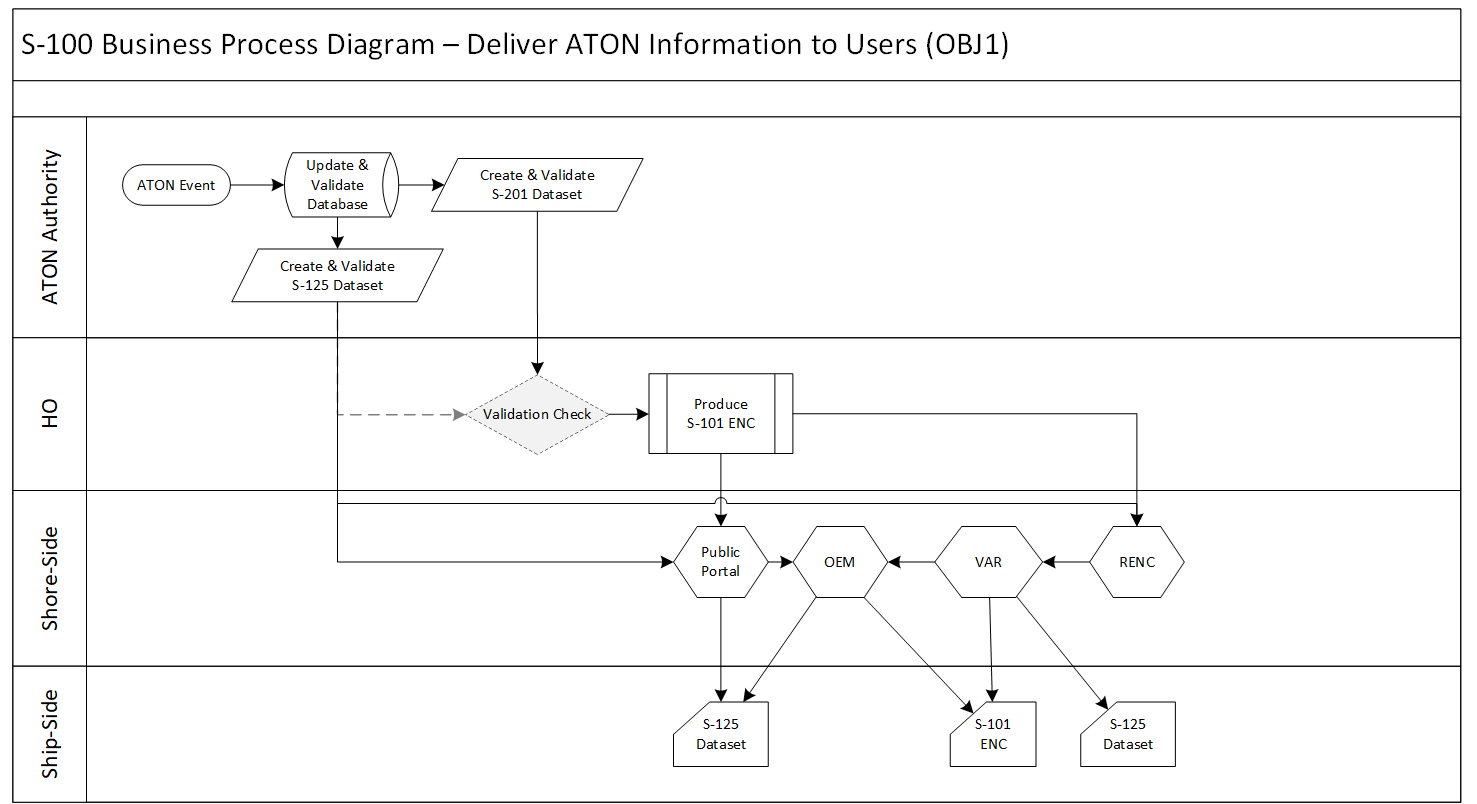 S-100 Business Process Diagram – Deliver ATON Information to Users (OBJ1)
ATON Authority
ATON Event
Update &
Validate
Database
Create & Validate
S-201 Dataset
Create & Validate
S-125 Dataset
HO
Validation Check
Produce
S-101 ENC
Shore-Side
Public
Portal
OEM
VAR
RENC
Ship-Side
S-125
Dataset
S-101
ENC
S-125
Dataset